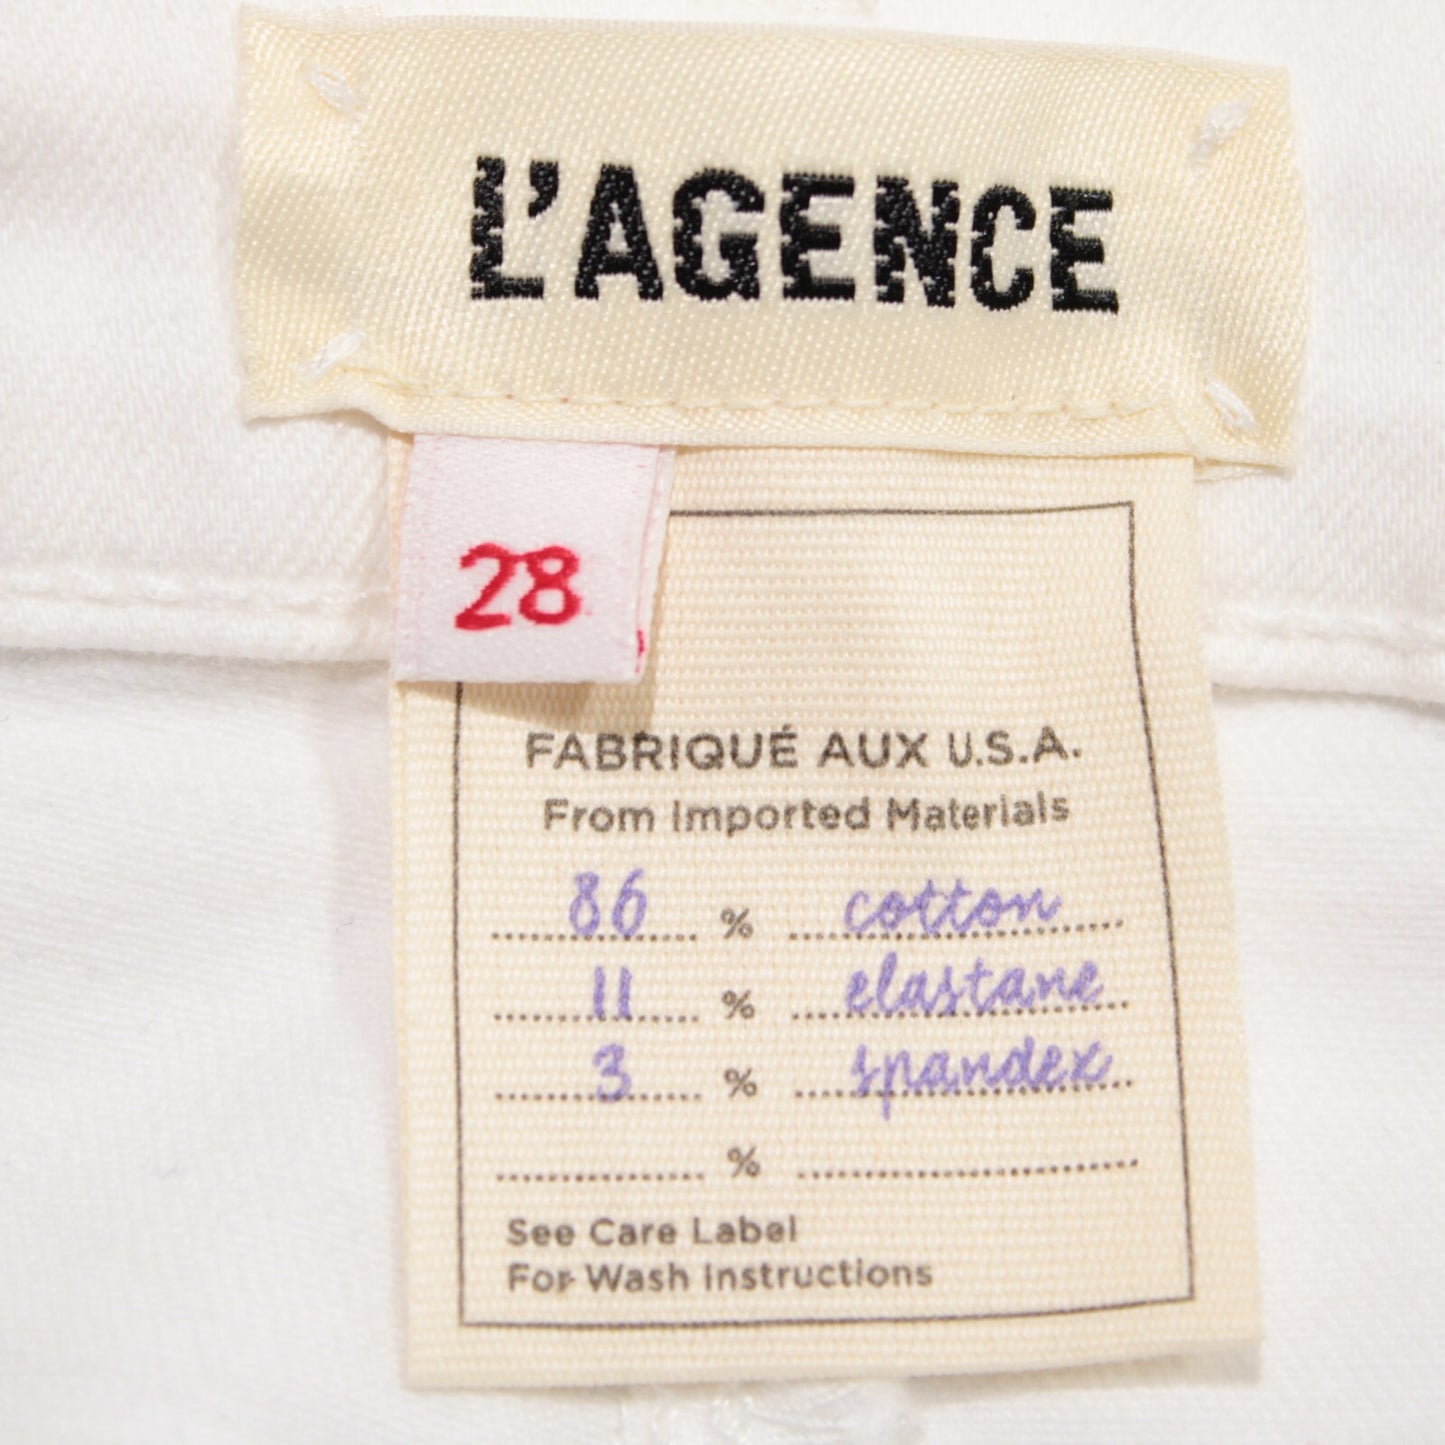 L'AGENCE
28
FABRIQUÉ AUX U.S.A.
From Imported Materials
86 % cotton
11 % elastane
3 % spandex
%
See Care Label
For Wash Instructions